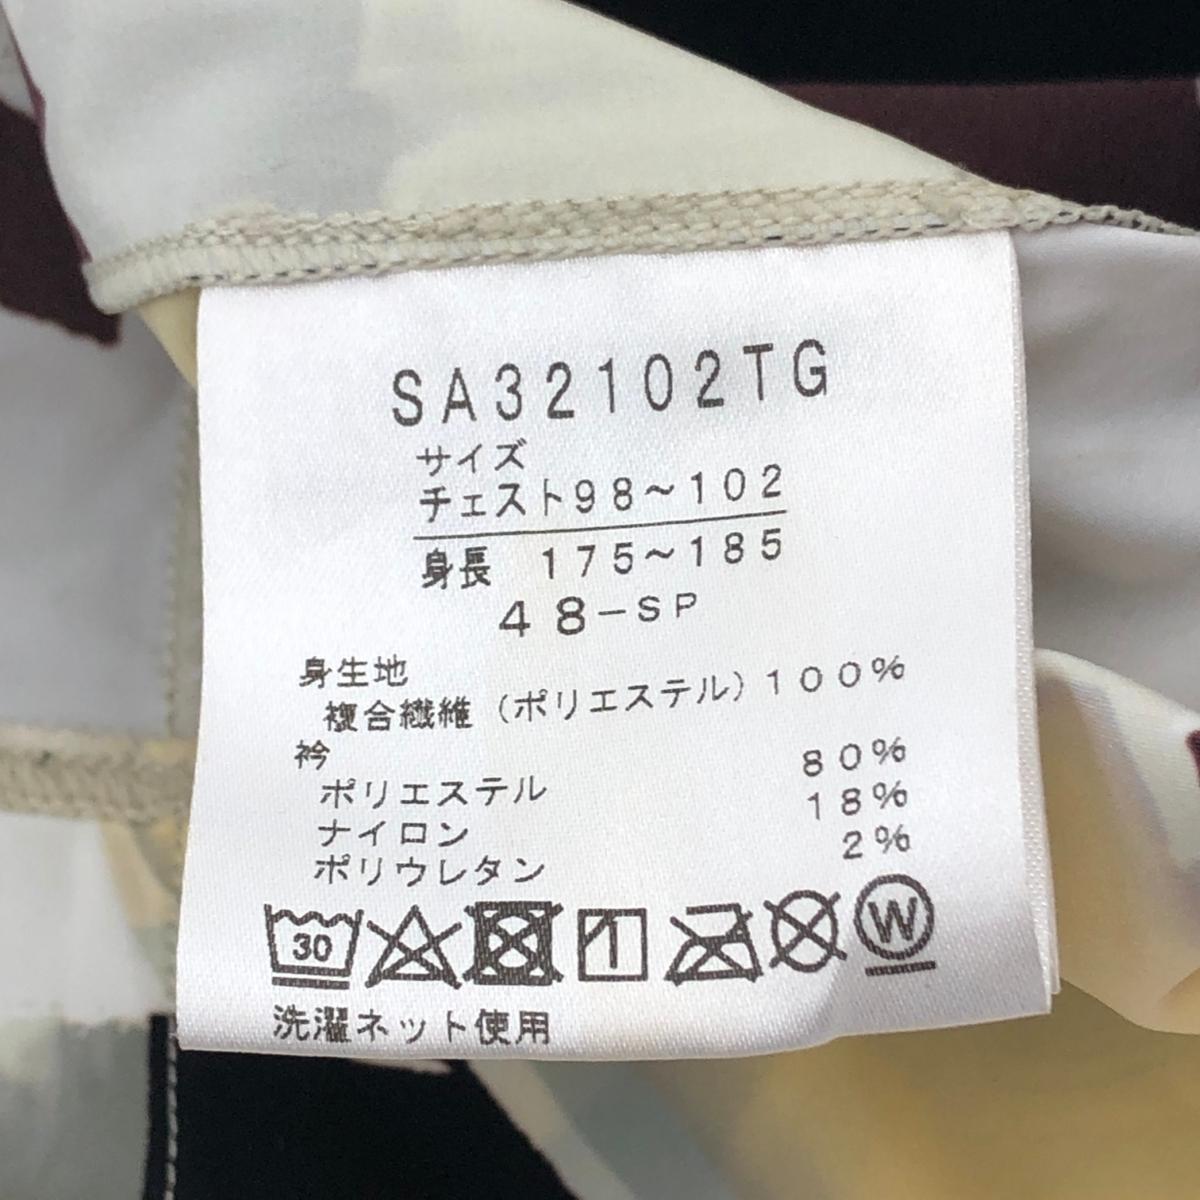 SA32102TG
サイズ
チェスト98~102
身長 175~185
48-SP
身生地
複合繊維(ポリエステル)100%
衿
ポリエステル 80%
ナイロン 18%
ポリウレタン 2%
30 W
洗濯ネット使用